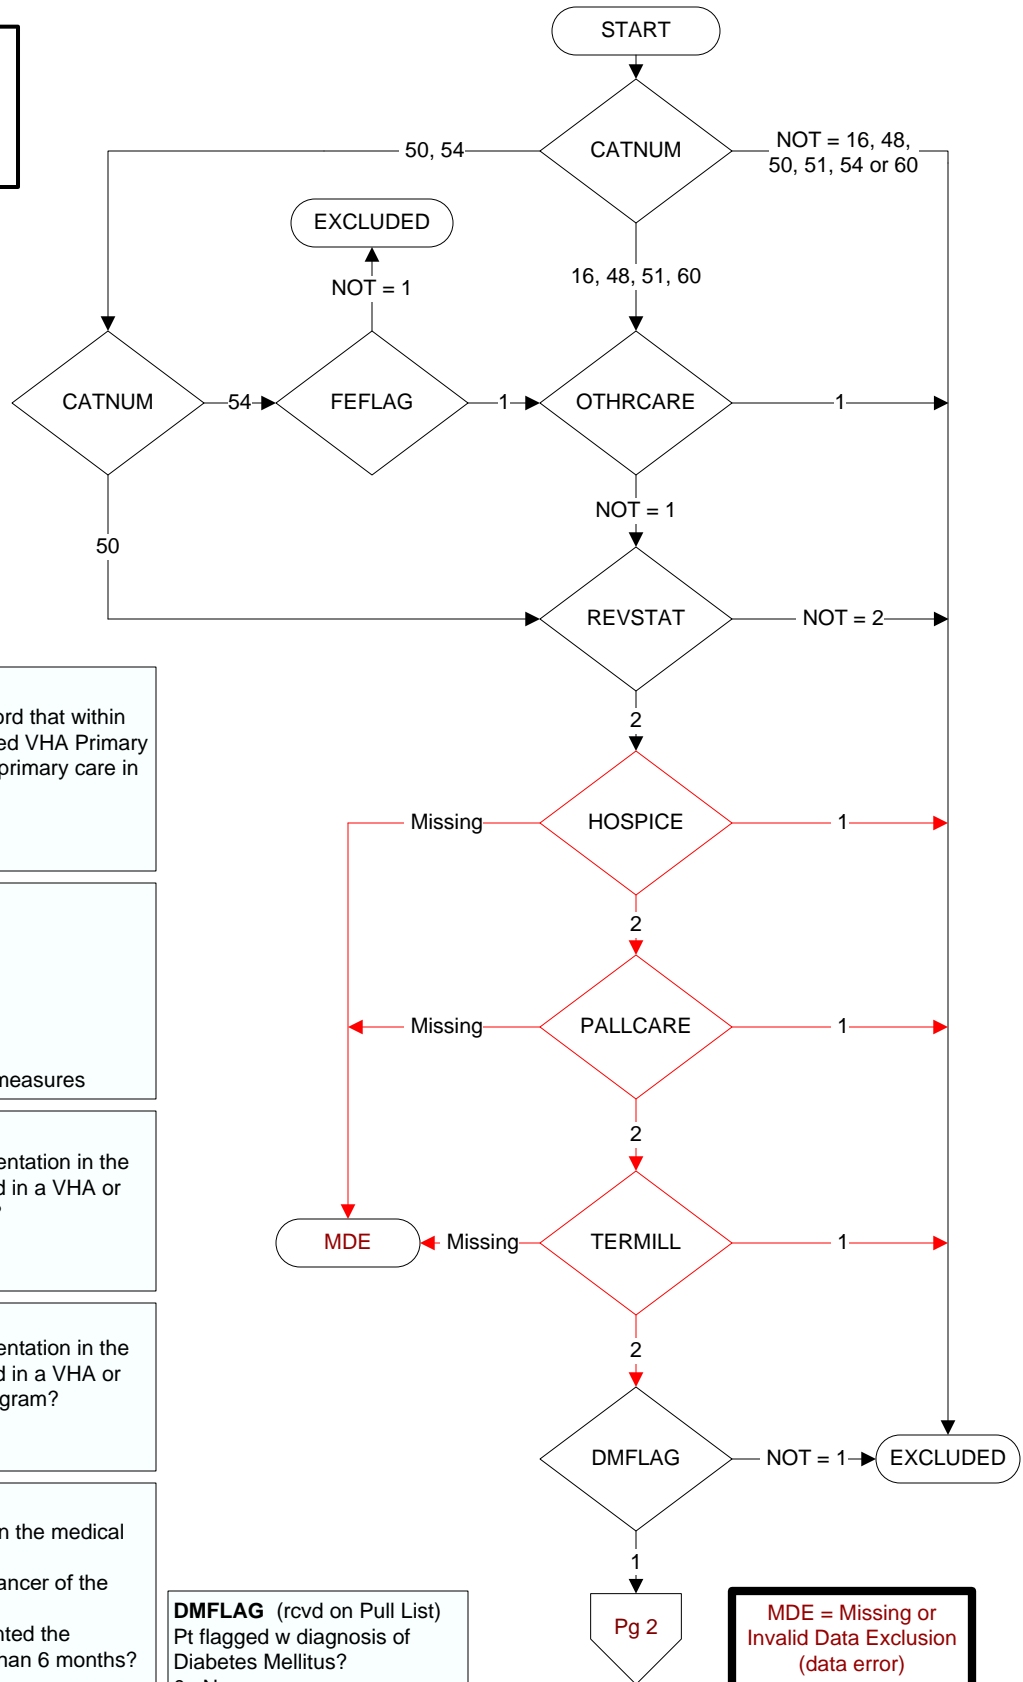 START
CATNUM
50, 54
NOT = 16, 48,
50, 51, 54 or 60
EXCLUDED
NOT = 1
16, 48, 51, 60
CATNUM
54
FEFLAG
1
OTHRCARE
1
NOT = 1
50
REVSTAT
NOT = 2
2
ord that within
ed VHA Primary
primary care in
HOSPICE
Missing
1
2
PALLCARE
Missing
1
measures
2
entation in the
d in a VHA or
?
MDE
Missing
TERMILL
1
2
entation in the
d in a VHA or
gram?
DMFLAG
NOT = 1
EXCLUDED
1
n the medical
ancer of the
nted the
han 6 months?
DMFLAG (rcvd on Pull List)
Pt flagged w diagnosis of
Diabetes Mellitus?
Pg 2
MDE = Missing or
Invalid Data Exclusion
(data error)